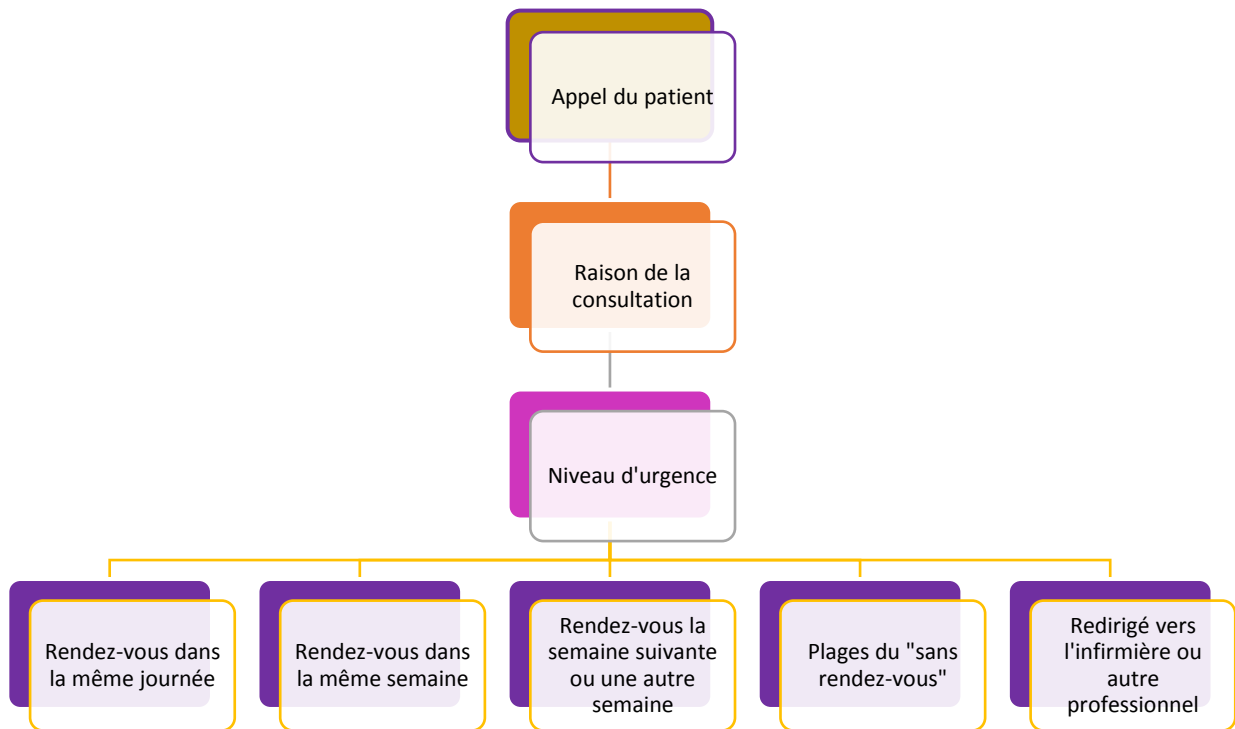 Appel du patient
Raison de la
consultation
Niveau d'urgence
Rendez-vous dans
la même journée
Rendez-vous dans
la même semaine
Rendez-vous la
semaine suivante
ou une autre
semaine
Plages du "sans
rendez-vous"
Redirigé vers
l'infirmière ou
autre
professionnel